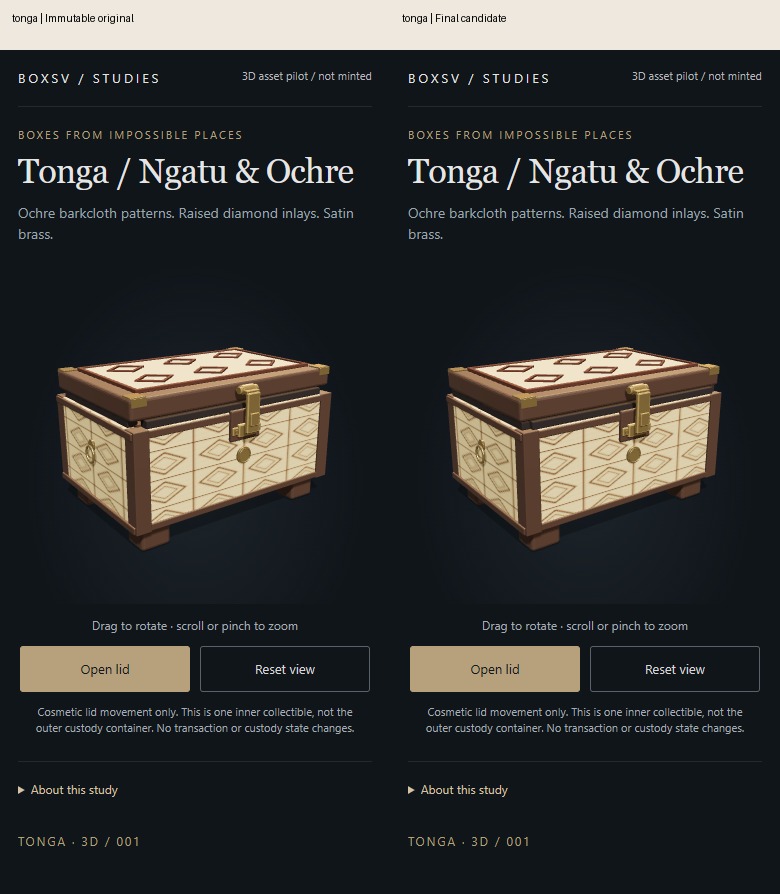 tonga | Immutable original
BOXSV / STUDIES
3D asset pilot / not minted
BOXES FROM IMPOSSIBLE PLACES
Tonga / Ngatu & Ochre
Ochre barkcloth patterns. Raised diamond inlays. Satin
brass.
Drag to rotate · scroll or pinch to zoom
Open lid
Reset view
Cosmetic lid movement only. This is one inner collectible, not the
outer custody container. No transaction or custody state changes.
About this study
TONGA · 3D / 001
tonga | Final candidate
BOXSV / STUDIES
3D asset pilot / not minted
BOXES FROM IMPOSSIBLE PLACES
Tonga / Ngatu & Ochre
Ochre barkcloth patterns. Raised diamond inlays. Satin
brass.
Drag to rotate · scroll or pinch to zoom
Open lid
Reset view
Cosmetic lid movement only. This is one inner collectible, not the
outer custody container. No transaction or custody state changes.
About this study
TONGA · 3D / 001